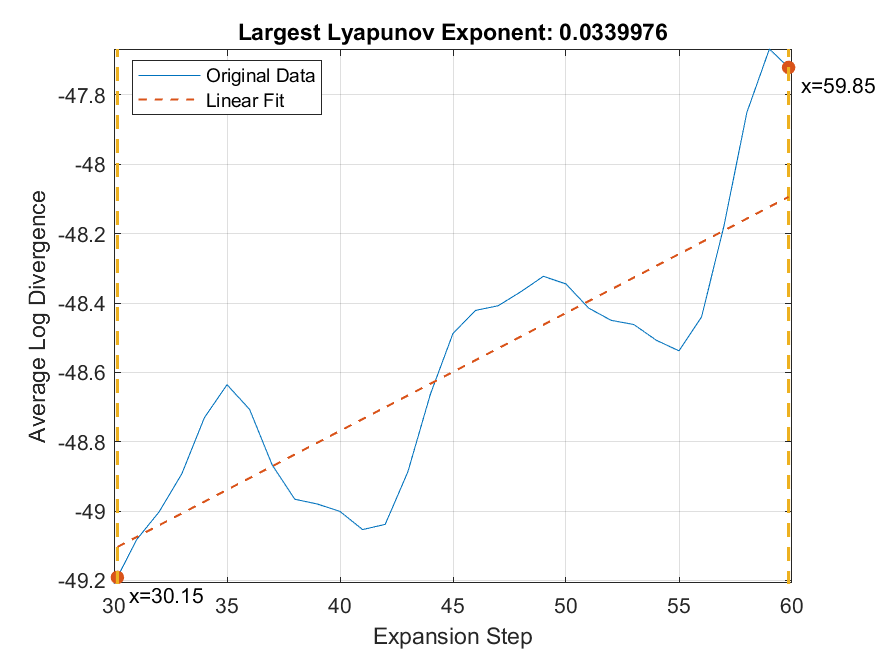 Largest Lyapunov Exponent: 0.0339976
Original Data
Linear Fit
x=59.85
x=30.15
Average Log Divergence
-47.8
-48
-48.2
-48.4
-48.6
-48.8
-49
-49.2
30
35
40
45
50
55
60
Expansion Step